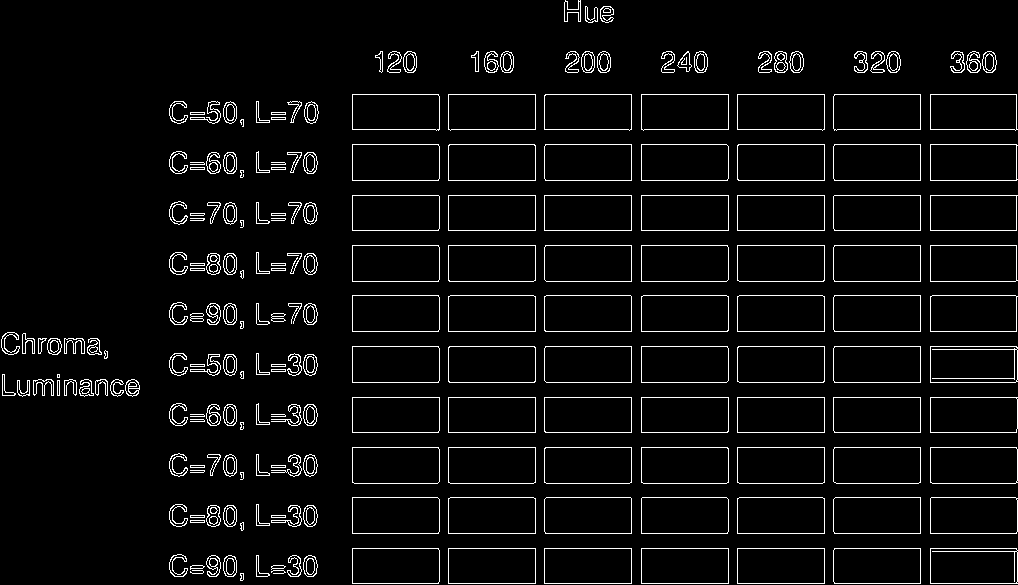 Hue
120 160 200 240 280 320 360
C=50, L=70
C=60, L=70
C=70, L=70
C=80, L=70
C=90, L=70
Chroma,
Luminance
C=50, L=30
C=60, L=30
C=70, L=30
C=80, L=30
C=90, L=30